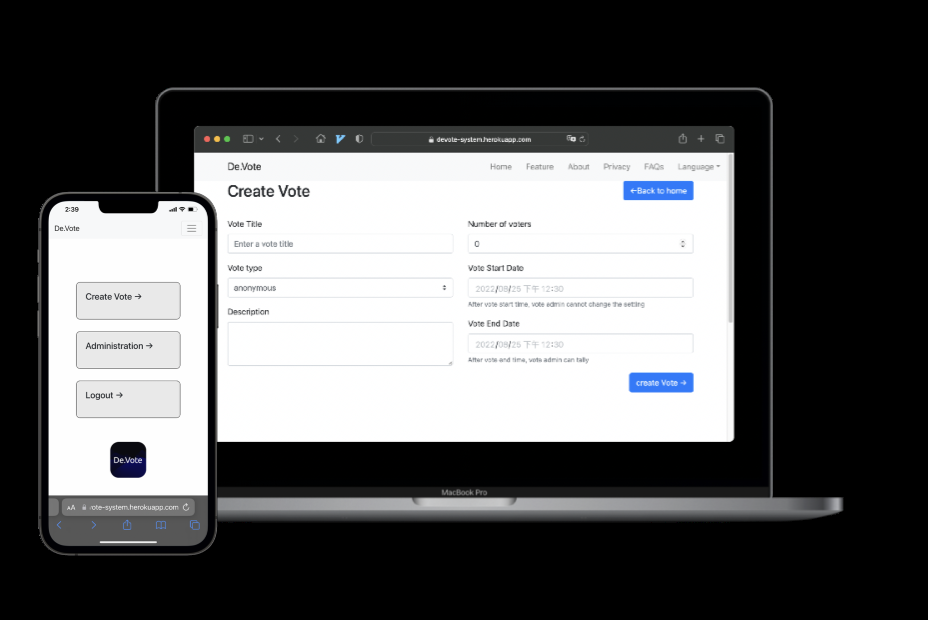 devote-system.herokuapp.com
De.Vote
Home Feature About Privacy FAQs Language
Create Vote
←Back to home
Vote Title
Enter a vote title
Vote type
anonymous
Description
Number of voters
0
Vote Start Date
2022/09/25 下午 12:30
After vote start time, vote admin cannot change the setting
Vote End Date
2022/09/25 下午 12:30
After vote end time, vote admin can tally
create Vote →
MacBook Pro
2:39
De.Vote
Create Vote →
Administration →
Logout →
De.Vote
AA ote-system.herokuapp.com